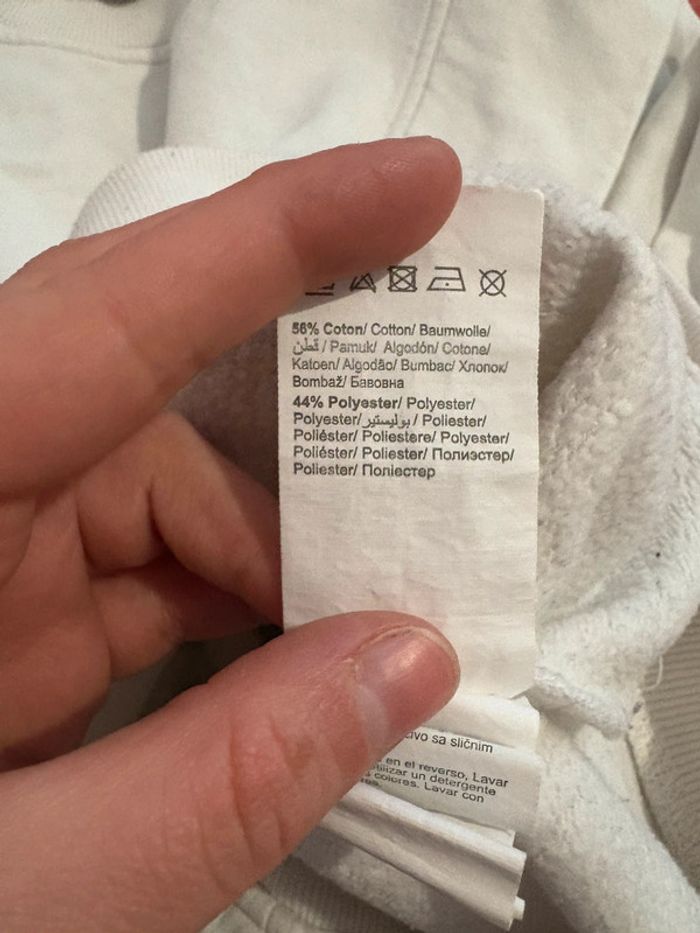 56% Coton/ Cotton/ Baumwolle/
قطن / Pamuk/ Algodón/ Cotone/
Katoen/ Algodão/ Bumbac/ Хлопок/
Bombaž/ Бавовна
44% Polyester/ Polyester/
Polyester/ بوليستير / Poliester/
Poliéster/ Poliestere/ Polyester/
Poliéster/ Poliester/ Полиэстер/
Poliester/ Поліестер
sa sličnim
en el reverso, Lavar
un detergente
colores. Lavar con